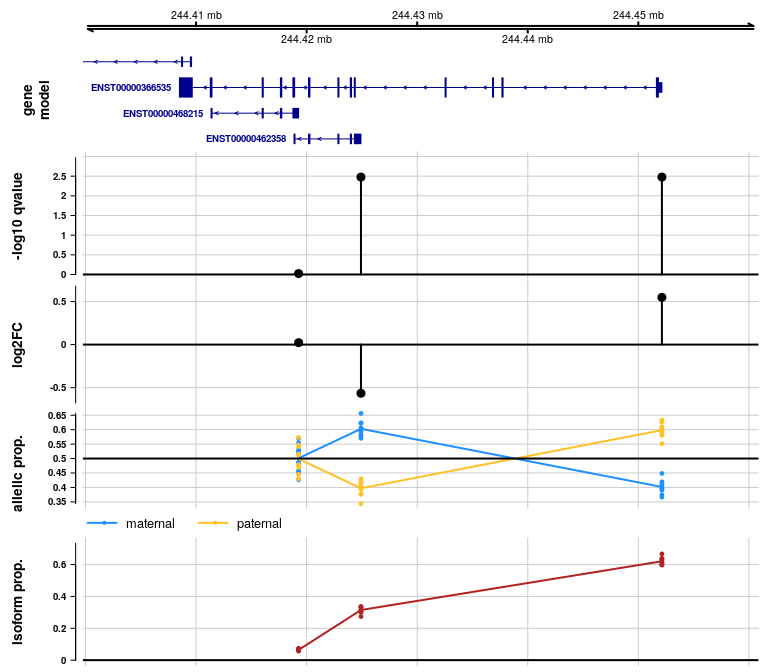 244.41 mb 244.43 mb 244.45 mb
244.42 mb 244.44 mb
gene model
ENST00000366535
ENST00000468215
ENST00000462358
-log10 qvalue
2.5
2
1.5
1
0.5
0
log2FC
0.5
0
-0.5
allelic prop.
0.65
0.6
0.55
0.5
0.45
0.4
0.35
maternal paternal
Isoform prop.
0.6
0.4
0.2
0